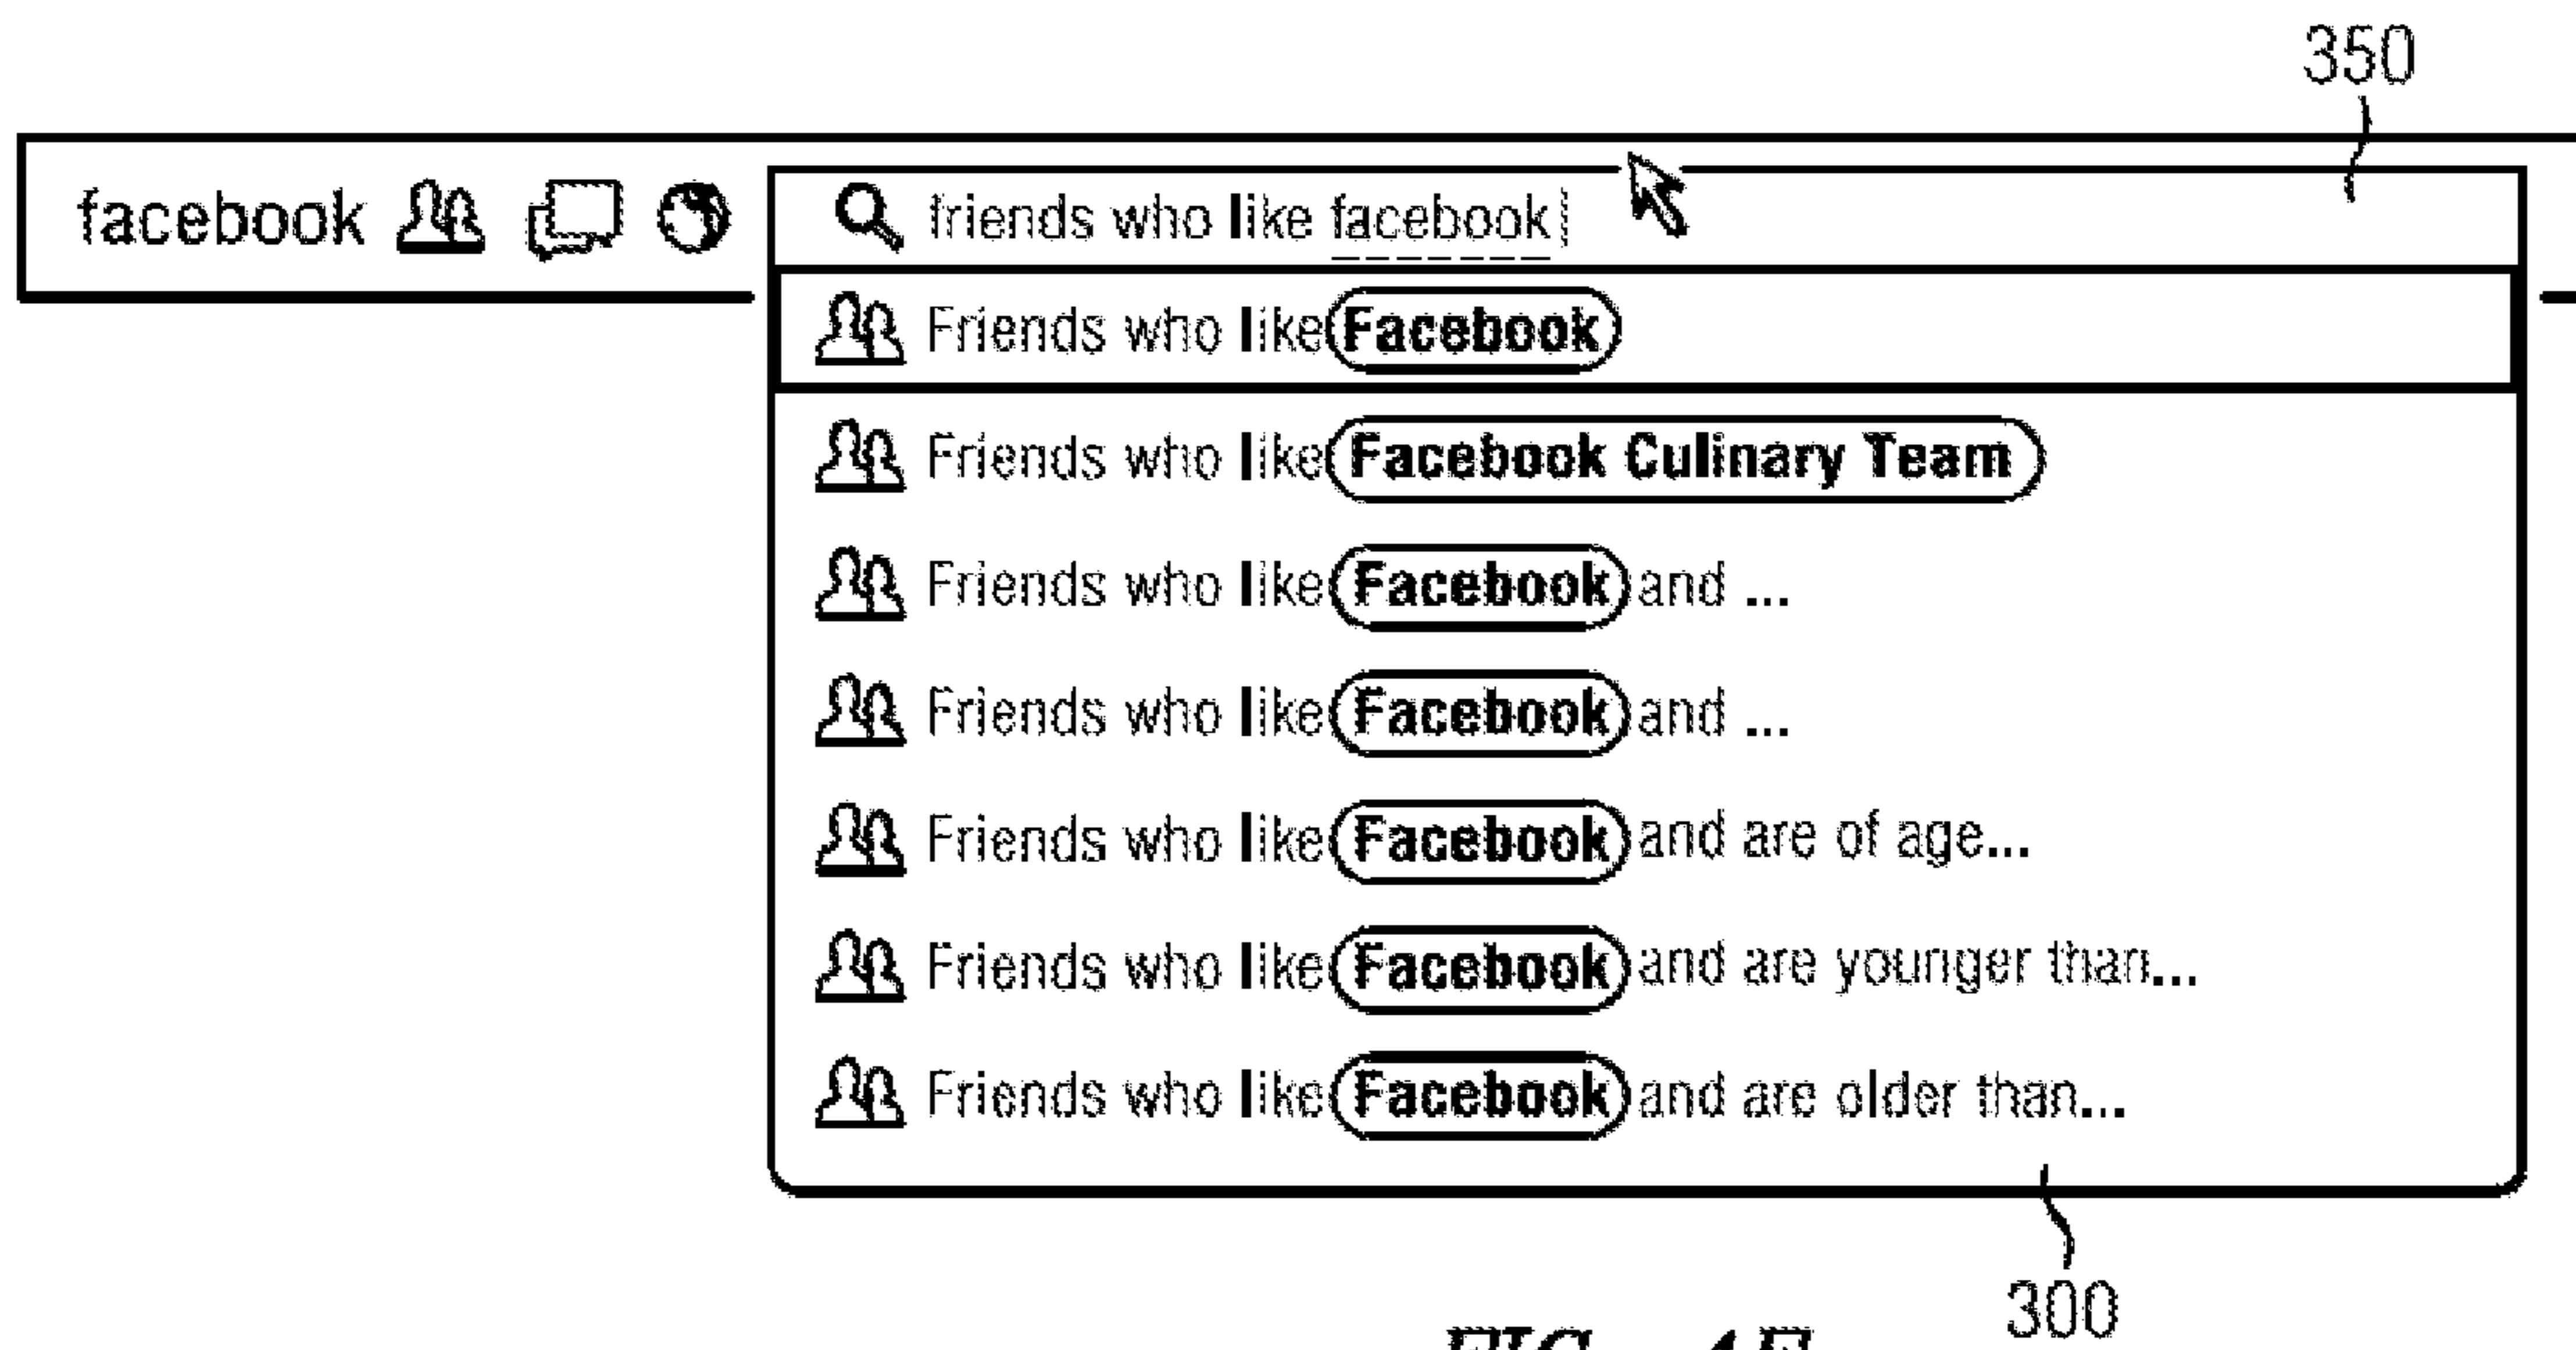 350
facebook friends who like facebook
Friends who like Facebook
Friends who like Facebook Culinary Team
Friends who like Facebook and ...
Friends who like Facebook and ...
Friends who like Facebook and are of age...
Friends who like Facebook and are younger than...
Friends who like Facebook and are older than...
300
FIG.